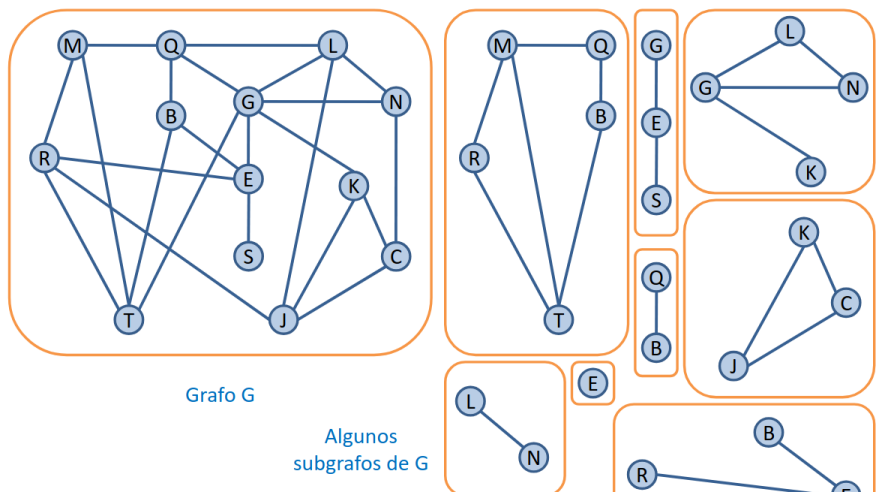 M Q L
B G N
R E K
S C
T J
Grafo G
M Q
B
R
T
G
E
S
L
G N
K
Q
B
K
C
J
E
L
N
B
R
E
Algunos
subgrafos de G